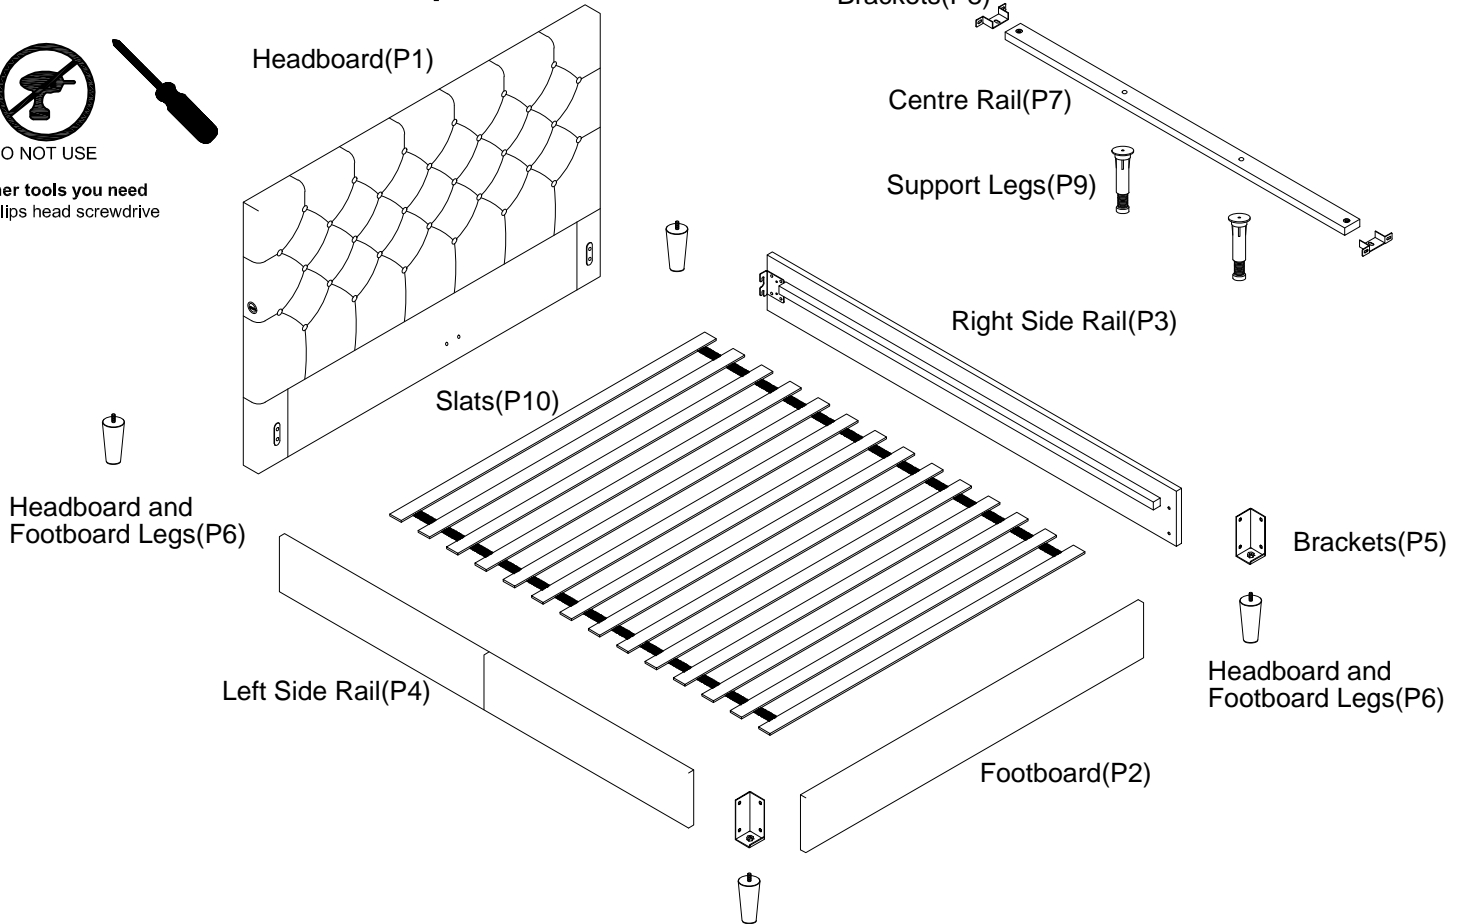 Brackets(P8)
Headboard(P1)
Centre Rail(P7)
O NOT USE
Support Legs(P9)
her tools you need
lips head screwdrive
Right Side Rail(P3)
Slats(P10)
Headboard and
Footboard Legs(P6)
Brackets(P5)
Left Side Rail(P4)
Headboard and
Footboard Legs(P6)
Footboard(P2)